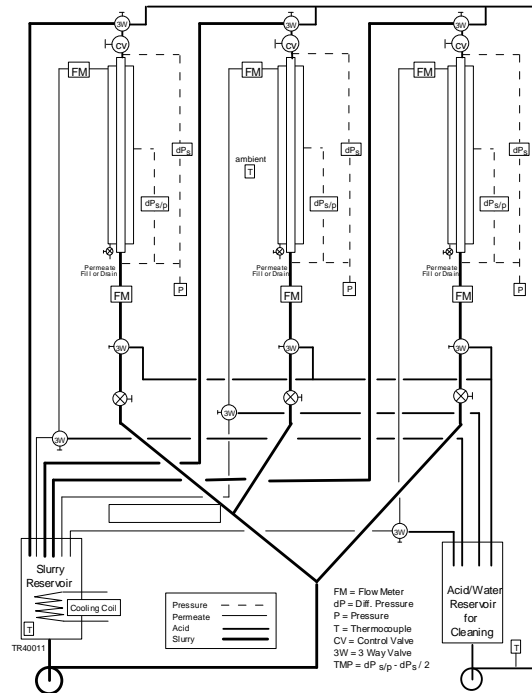 3W
3W
3W
CV
CV
CV
FM
FM
FM
dPs
dPs
dPs
ambient
T
dPs/p
dPs/p
dPs/p
Permeate
Fill or Drain
Permeate
Fill or Drain
Permeate
Fill or Drain
P
P
P
FM
FM
FM
3W
3W
3W
3W
3W
3W
Slurry
Reservoir
Cooling Coil
T
TR40011
Pressure
Permeate
Acid
Slurry
FM = Flow Meter
dP = Diff. Pressure
P = Pressure
T = Thermocouple
CV = Control Valve
3W = 3 Way Valve
TMP = dP s/p - dPs / 2
Acid/Water
Reservoir
for
Cleaning
T